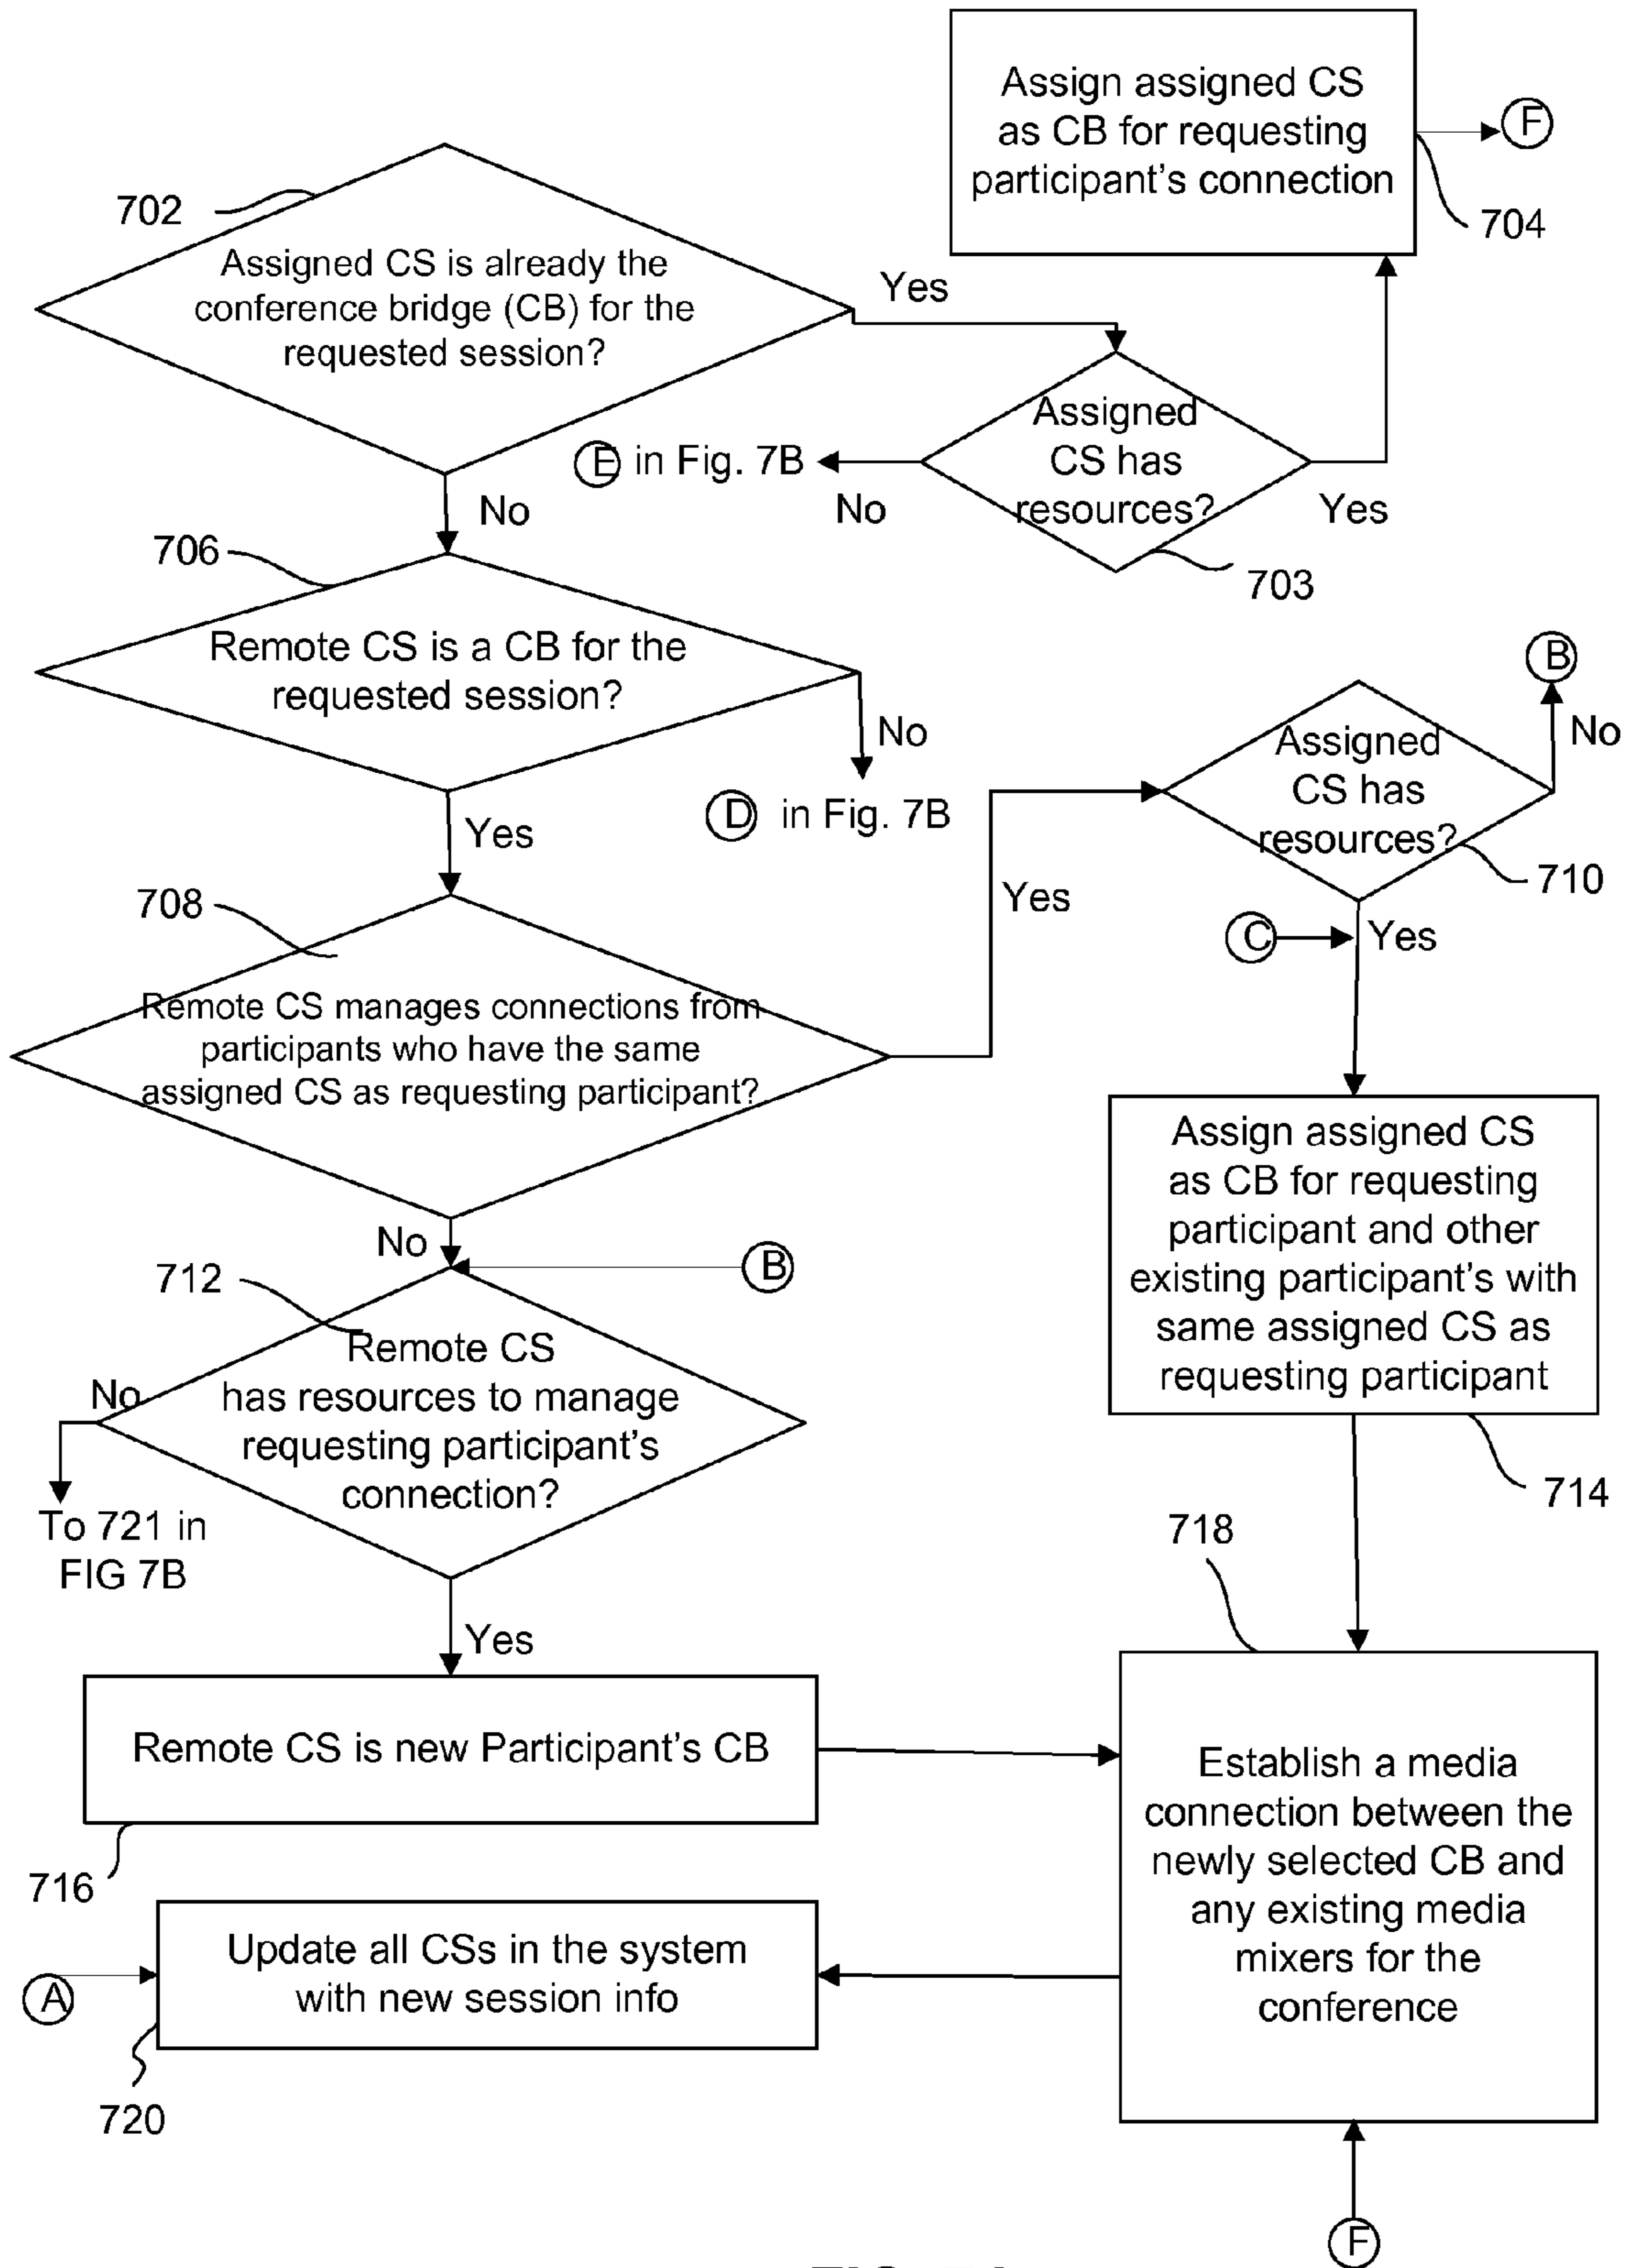 Assign assigned CS
as CB for requesting
participant's connection
F
704
702
Assigned CS is already the
conference bridge (CB) for the
requested session?
Yes
Assigned
CS has
resources?
E in Fig. 7B
No
Yes
703
No
706
Remote CS is a CB for the
requested session?
No
D in Fig. 7B
Yes
B
No
Assigned
CS has
resources?
710
708
Yes
C
Yes
Remote CS manages connections from
participants who have the same
assigned CS as requesting participant?
Assign assigned CS
as CB for requesting
participant and other
existing participant's with
same assigned CS as
requesting participant
714
No
B
712
Remote CS
has resources to manage
requesting participant's
connection?
No
To 721 in
FIG 7B
718
Yes
Remote CS is new Participant's CB
716
Establish a media
connection between the
newly selected CB and
any existing media
mixers for the
conference
Update all CSs in the system
with new session info
A
720
F